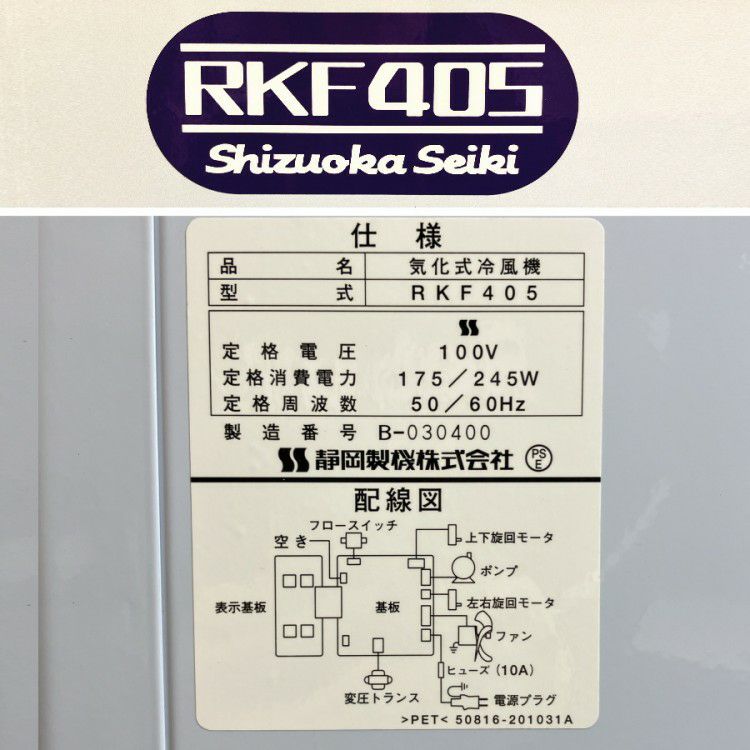 RKF405
Shizuoka Seiki
仕 様
品 名 気化式冷風機
型 式 RKF405
定格電圧 100V
定格消費電力 175/245W
定格周波数 50/60Hz
製造番号 B-030400
静岡製機株式会社 PSE
配線図
フロースイッチ
空き
上下旋回モータ
ポンプ
表示基板
基板
左右旋回モータ
ファン
ヒューズ(10A)
変圧トランス
電源プラグ
>PET< 50816-201031A